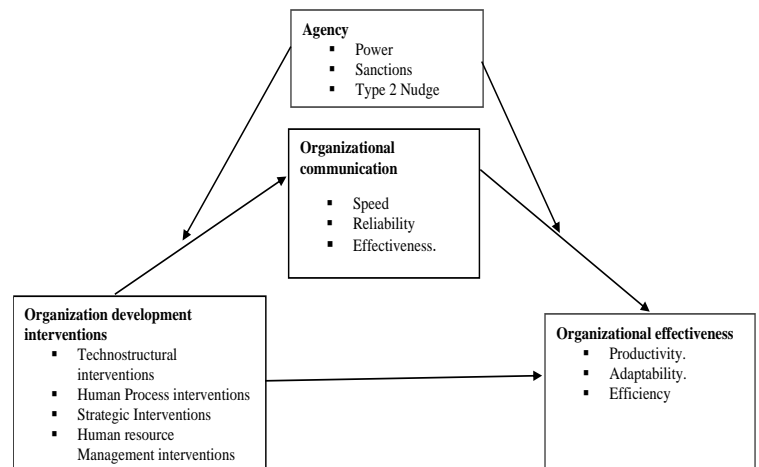 Agency
▪ Power
▪ Sanctions
▪ Type 2 Nudge
Organizational
communication
▪ Speed
▪ Reliability
▪ Effectiveness.
Organization development
interventions
▪ Technostructural
interventions
▪ Human Process interventions
▪ Strategic Interventions
▪ Human resource
Management interventions
Organizational effectiveness
▪ Productivity.
▪ Adaptability.
▪ Efficiency